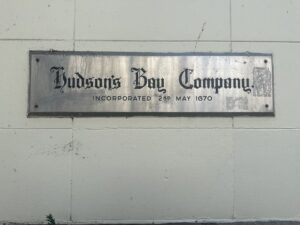 Hudson's Bay Company.
INCORPORATED 2ND MAY 1670